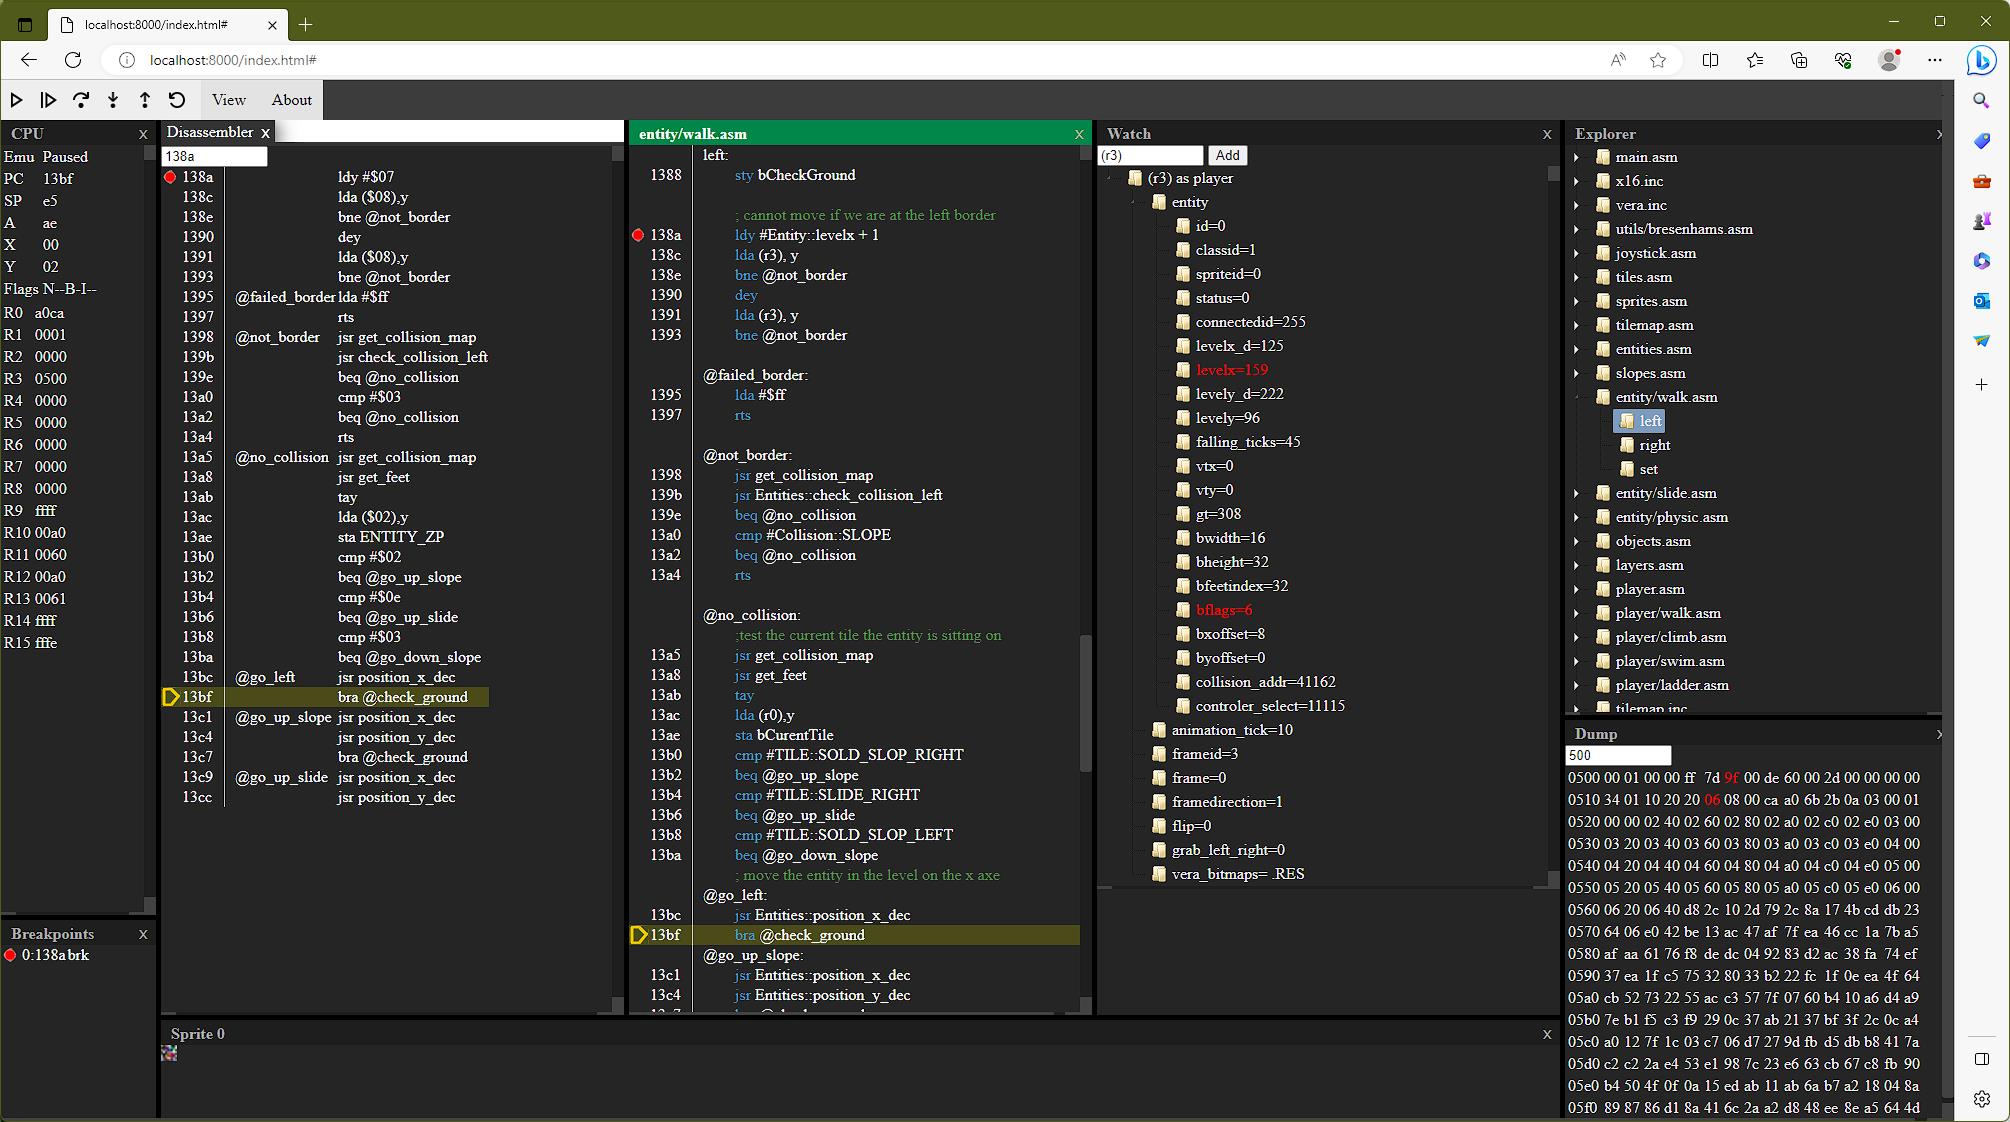 localhost:8000/index.html#
localhost:8000/index.html#
View About
CPU X
Emu Paused
PC 13bf
SP e5
A ae
X 00
Y 02
Flags N--B-I--
R0 a0ca
R1 0001
R2 0000
R3 0500
R4 0000
R5 0000
R6 0000
R7 0000
R8 0000
R9 ffff
R10 00a0
R11 0060
R12 00a0
R13 0061
R14 ffff
R15 fffe
Breakpoints X
0:138a brk
Disassembler X
138a
138a ldy #$07
138c lda ($08),y
138e bne @not_border
1390 dey
1391 lda ($08),y
1393 bne @not_border
1395 @failed_border lda #$ff
1397 rts
1398 @not_border jsr get_collision_map
139b jsr check_collision_left
139e beq @no_collision
13a0 cmp #$03
13a2 beq @no_collision
13a4 rts
13a5 @no_collision jsr get_collision_map
13a8 jsr get_feet
13ab tay
13ac lda ($02),y
13ae sta ENTITY_ZP
13b0 cmp #$02
13b2 beq @go_up_slope
13b4 cmp #$0e
13b6 beq @go_up_slide
13b8 cmp #$03
13ba beq @go_down_slope
13bc @go_left jsr position_x_dec
13bf bra @check_ground
13c1 @go_up_slope jsr position_x_dec
13c4 jsr position_y_dec
13c7 bra @check_ground
13c9 @go_up_slide jsr position_x_dec
13cc jsr position_y_dec
entity/walk.asm X
left:
1388 sty bCheckGround
; cannot move if we are at the left border
138a ldy #Entity::levelx + 1
138c lda (r3), y
138e bne @not_border
1390 dey
1391 lda (r3), y
1393 bne @not_border
@failed_border:
1395 lda #$ff
1397 rts
@not_border:
1398 jsr get_collision_map
139b jsr Entities::check_collision_left
139e beq @no_collision
13a0 cmp #Collision::SLOPE
13a2 beq @no_collision
13a4 rts
@no_collision:
;test the current tile the entity is sitting on
13a5 jsr get_collision_map
13a8 jsr get_feet
13ab tay
13ac lda (r0),y
13ae sta bCurentTile
13b0 cmp #TILE::SOLD_SLOP_RIGHT
13b2 beq @go_up_slope
13b4 cmp #TILE::SLIDE_RIGHT
13b6 beq @go_up_slide
13b8 cmp #TILE::SOLD_SLOP_LEFT
13ba beq @go_down_slope
; move the entity in the level on the x axe
@go_left:
13bc jsr Entities::position_x_dec
13bf bra @check_ground
@go_up_slope:
13c1 jsr Entities::position_x_dec
13c4 jsr Entities::position_y_dec
Sprite 0 X
Watch X
(r3) Add
(r3) as player
entity
id=0
classid=1
spriteid=0
status=0
connectedid=255
levelx_d=125
levelx=159
levely_d=222
levely=96
falling_ticks=45
vtx=0
vty=0
gt=308
bwidth=16
bheight=32
bfeetindex=32
bflags=6
bxoffset=8
byoffset=0
collision_addr=41162
controler_select=11115
animation_tick=10
frameid=3
frame=0
framedirection=1
flip=0
grab_left_right=0
vera_bitmaps= .RES
Explorer
main.asm
x16.inc
vera.inc
utils/bresenhams.asm
joystick.asm
tiles.asm
sprites.asm
tilemap.asm
entities.asm
slopes.asm
entity/walk.asm
left
right
set
entity/slide.asm
entity/physic.asm
objects.asm
layers.asm
player.asm
player/walk.asm
player/climb.asm
player/swim.asm
player/ladder.asm
tilemap.inc
Dump
500
0500 00 01 00 00 ff 7d 9f 00 de 60 00 2d 00 00 00 00
0510 34 01 10 20 20 06 08 00 ca a0 6b 2b 0a 03 00 01
0520 00 00 02 40 02 60 02 80 02 a0 02 c0 02 e0 03 00
0530 03 20 03 40 03 60 03 80 03 a0 03 c0 03 e0 04 00
0540 04 20 04 40 04 60 04 80 04 a0 04 c0 04 e0 05 00
0550 05 20 05 40 05 60 05 80 05 a0 05 c0 05 e0 06 00
0560 06 20 06 40 d8 2c 10 2d 79 2c 8a 17 4b cd db 23
0570 64 06 e0 42 be 13 ac 47 af 7f ea 46 cc 1a 7b a5
0580 af aa 61 76 f8 de dc 04 92 83 d2 ac 38 fa 74 ef
0590 37 ea 1f c5 75 32 80 33 b2 22 fc 1f 0e ea 4f 64
05a0 cb 52 73 22 55 ac c3 57 7f 07 60 b4 10 a6 d4 a9
05b0 7e b1 f5 c3 f9 29 0c 37 ab 21 37 bf 3f 2c 0c a4
05c0 a0 12 7f 1c 03 c7 06 d7 27 9d fb d5 db b8 41 7a
05d0 c2 c2 2a e4 53 e1 98 7c 23 e6 63 cb 67 c8 fb 90
05e0 b4 50 4f 0f 0a 15 ed ab 11 ab 6a b7 a2 18 04 8a
05f0 89 87 86 d1 8a 41 6c 2a a2 d8 48 ee 8e a5 64 4d